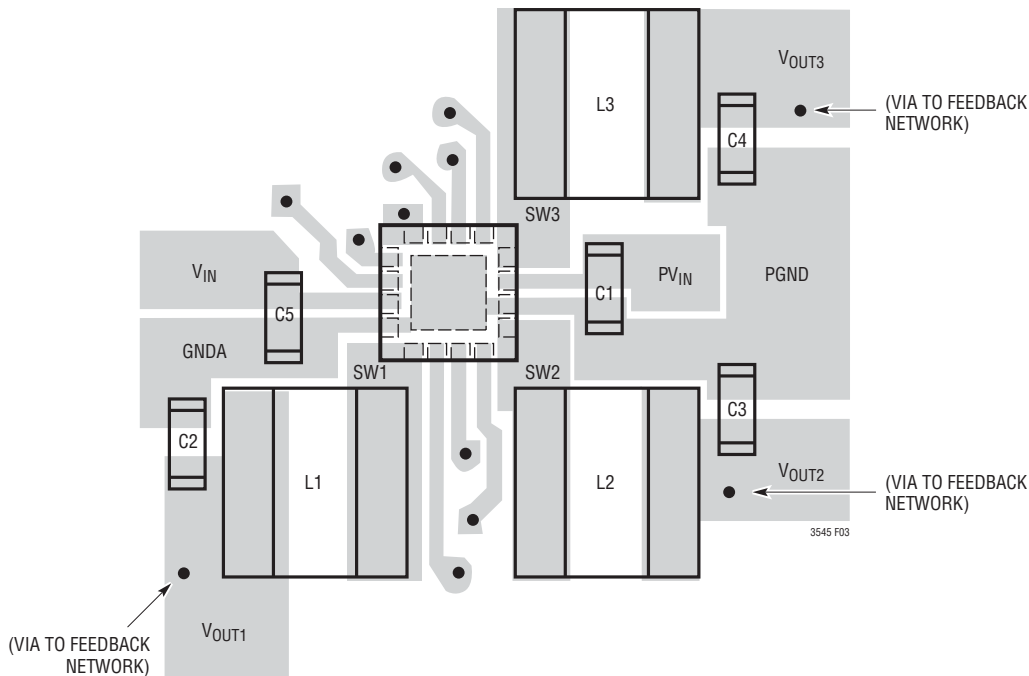 VOUT3
L3
(VIA TO FEEDBACK
NETWORK)
C4
SW3
VIN
PVIN
PGND
C1
C5
GNDA
SW1
SW2
C3
C2
L1
L2
VOUT2
(VIA TO FEEDBACK
NETWORK)
3545 F03
VOUT1
(VIA TO FEEDBACK
NETWORK)